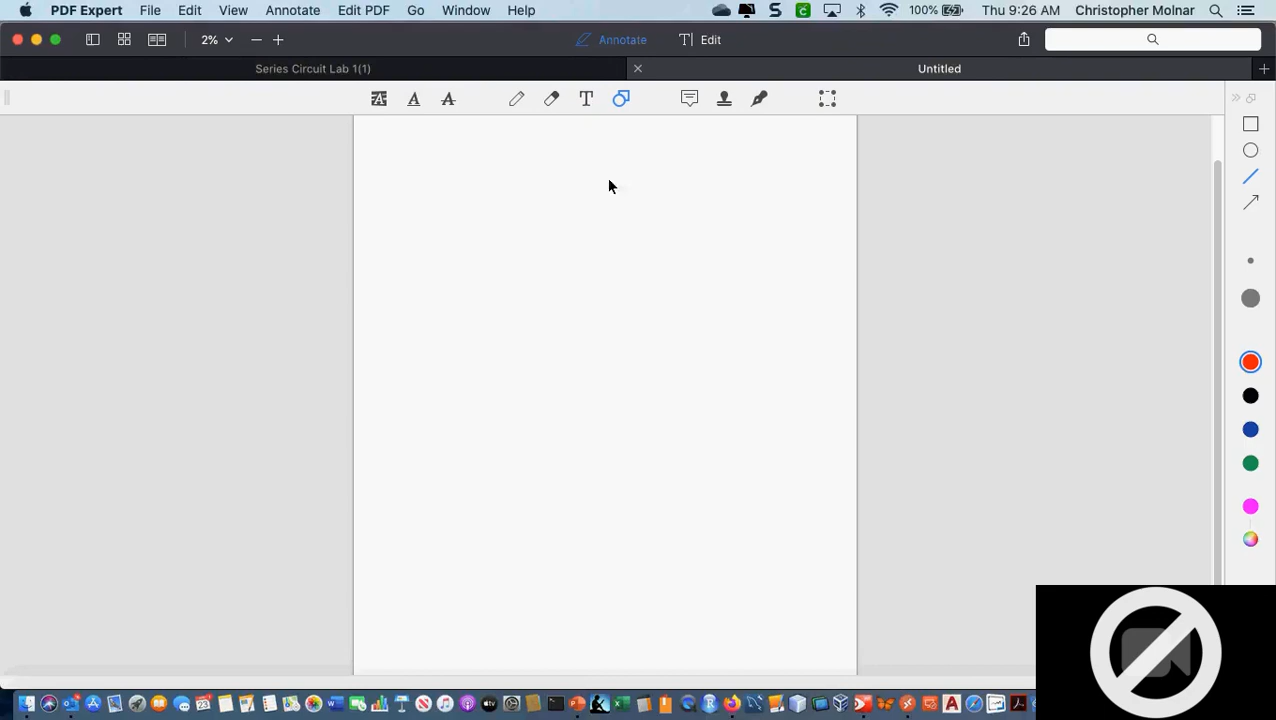 PDF Expert File Edit View Annotate Edit PDF Go Window Help 100% Thu 9:26 AM Christopher Molnar
2% Annotate T Edit
Series Circuit Lab 1(1) Untitled
A A A T
23